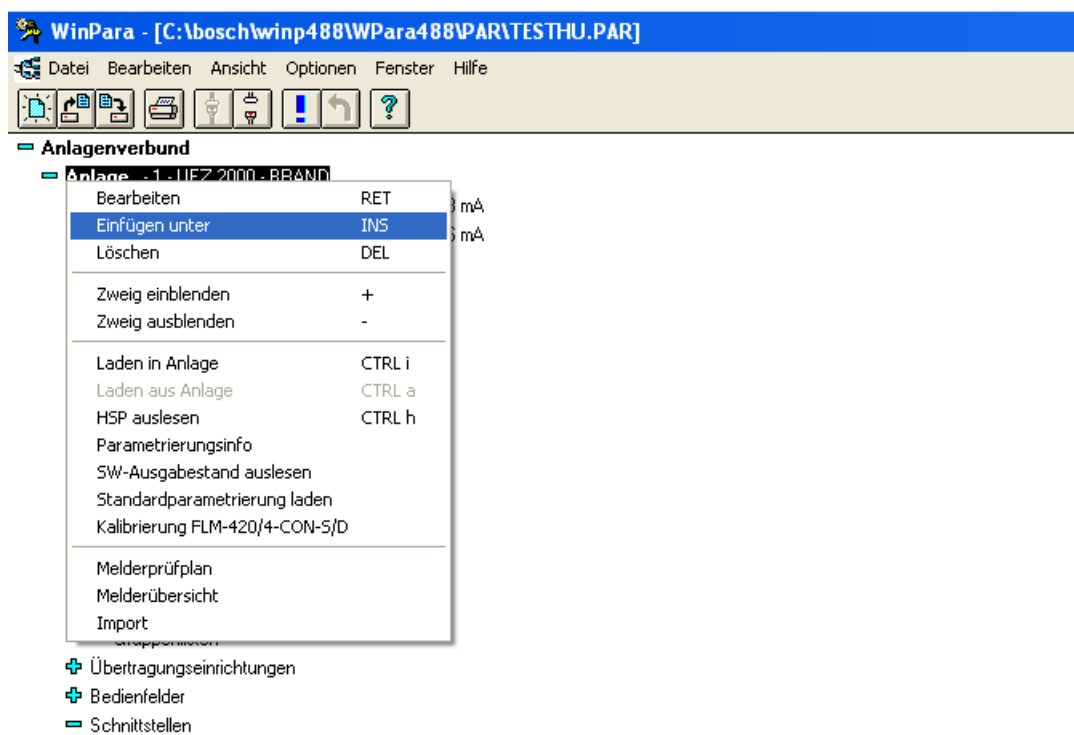 WinPara - [C:\bosch\winp488\WPara488\PAR\TESTHU.PAR]
Datei Bearbeiten Ansicht Optionen Fenster Hilfe
Anlagenverbund
Anlage - 1 - UEZ 2000 - BRAND
Bearbeiten RET
mA
Einfügen unter INS
mA
Löschen DEL
Zweig einblenden +
Zweig ausblenden -
Laden in Anlage CTRL i
Laden aus Anlage CTRL a
HSP auslesen CTRL h
Parametrierungsinfo
SW-Ausgabestand auslesen
Standardparametrierung laden
Kalibrierung FLM-420/4-CON-S/D
Melderprüfplan
Melderübersicht
Import
Übertragungseinrichtungen
Bedienfelder
Schnittstellen